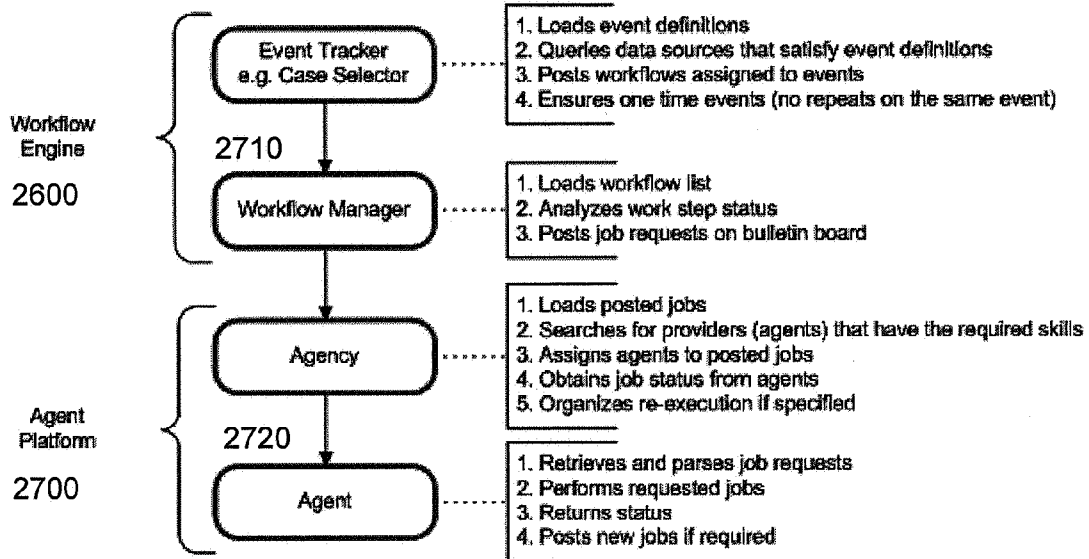 Event Tracker
e.g. Case Selector
1. Loads event definitions
2. Queries data sources that satisfy event definitions
3. Posts workflows assigned to events
4. Ensures one time events (no repeats on the same event)
Workflow
Engine
2600
2710
Workflow Manager
1. Loads workflow list
2. Analyzes work step status
3. Posts job requests on bulletin board
Agency
1. Loads posted jobs
2. Searches for providers (agents) that have the required skills
3. Assigns agents to posted jobs
4. Obtains job status from agents
5. Organizes re-execution if specified
Agent
Platform
2700
2720
Agent
1. Retrieves and parses job requests
2. Performs requested jobs
3. Returns status
4. Posts new jobs if required